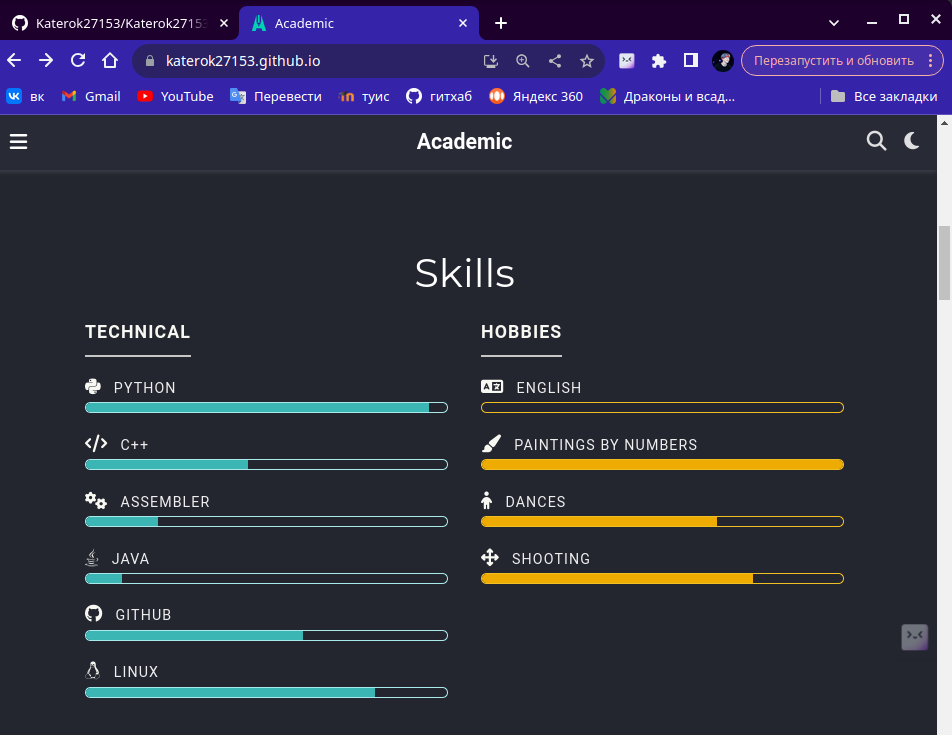 Katerok27153/Katerok27153
Academic
katerok27153.github.io
Перезапустить и обновить
вк
Gmail
YouTube
Перевести
туис
гитхаб
Яндекс 360
Драконы и всад...
Все закладки
Academic
Skills
TECHNICAL
PYTHON
C++
ASSEMBLER
JAVA
GITHUB
LINUX
HOBBIES
ENGLISH
PAINTINGS BY NUMBERS
DANCES
SHOOTING